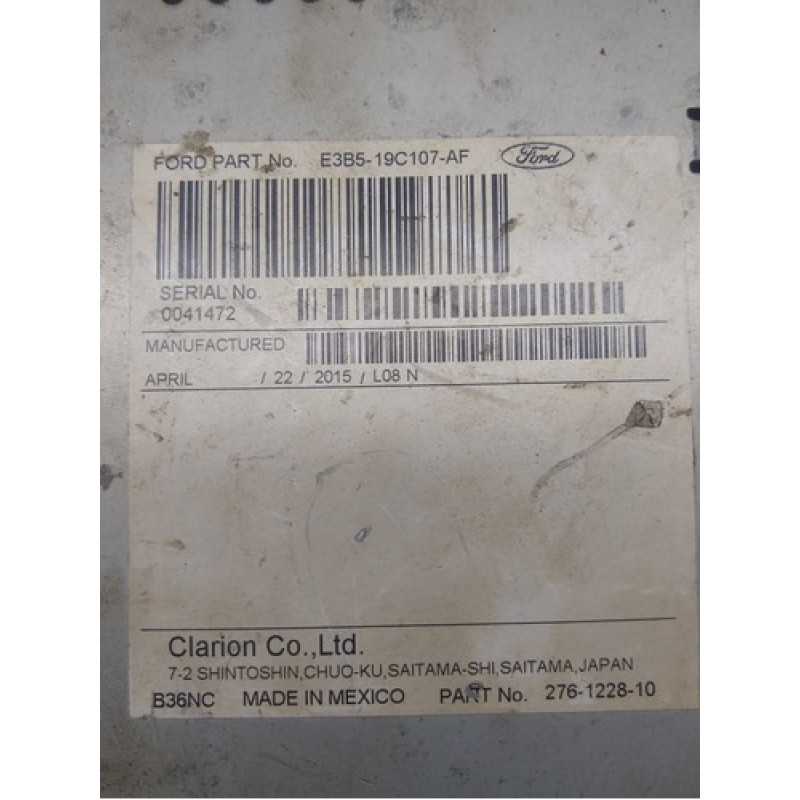 FORD PART No. E3B5-19C107-AF Ford
SERIAL No.
0041472
MANUFACTURED
APRIL / 22 / 2015 / L08 N
Clarion Co.,Ltd.
7-2 SHINTOSHIN,CHUO-KU,SAITAMA-SHI,SAITAMA,JAPAN
B36NC MADE IN MEXICO PART No. 276-1228-10